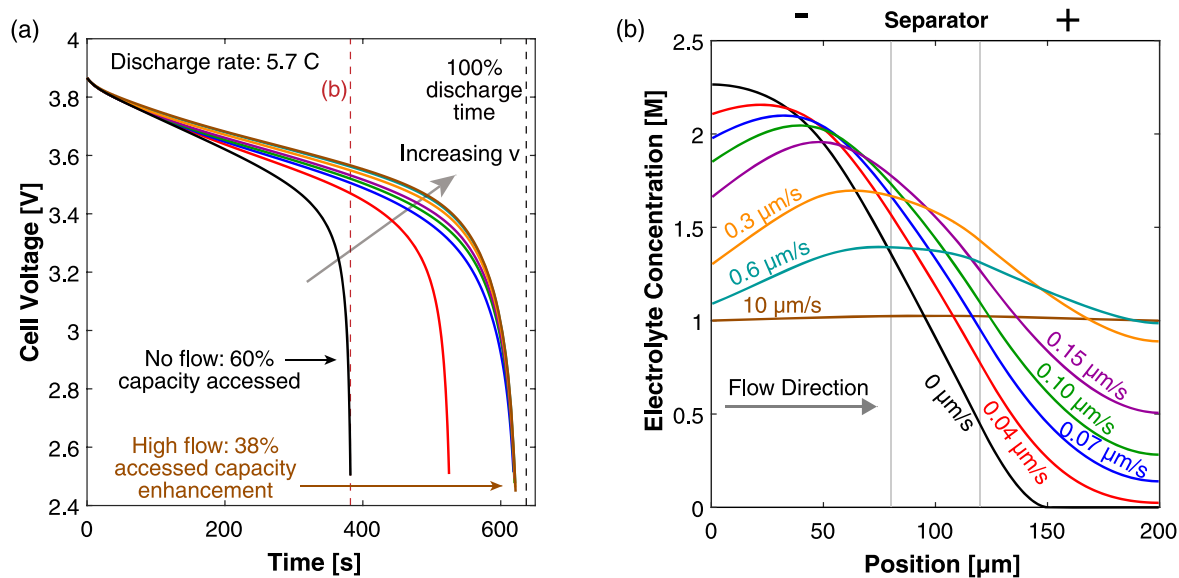 (a)
4
3.8
3.6
3.4
3.2
3
2.8
2.6
2.4
0
200
400
600
Cell Voltage [V]
Time [s]
Discharge rate: 5.7 C
(b)
100%
discharge
time
Increasing v
No flow: 60%
capacity accessed
High flow: 38%
accessed capacity
enhancement
(b)
-
Separator
+
2.5
2
1.5
1
0.5
0
0
50
100
150
200
Electrolyte Concentration [M]
Position [µm]
0.3 µm/s
0.6 µm/s
10 µm/s
Flow Direction
0 µm/s
0.04 µm/s
0.07 µm/s
0.10 µm/s
0.15 µm/s